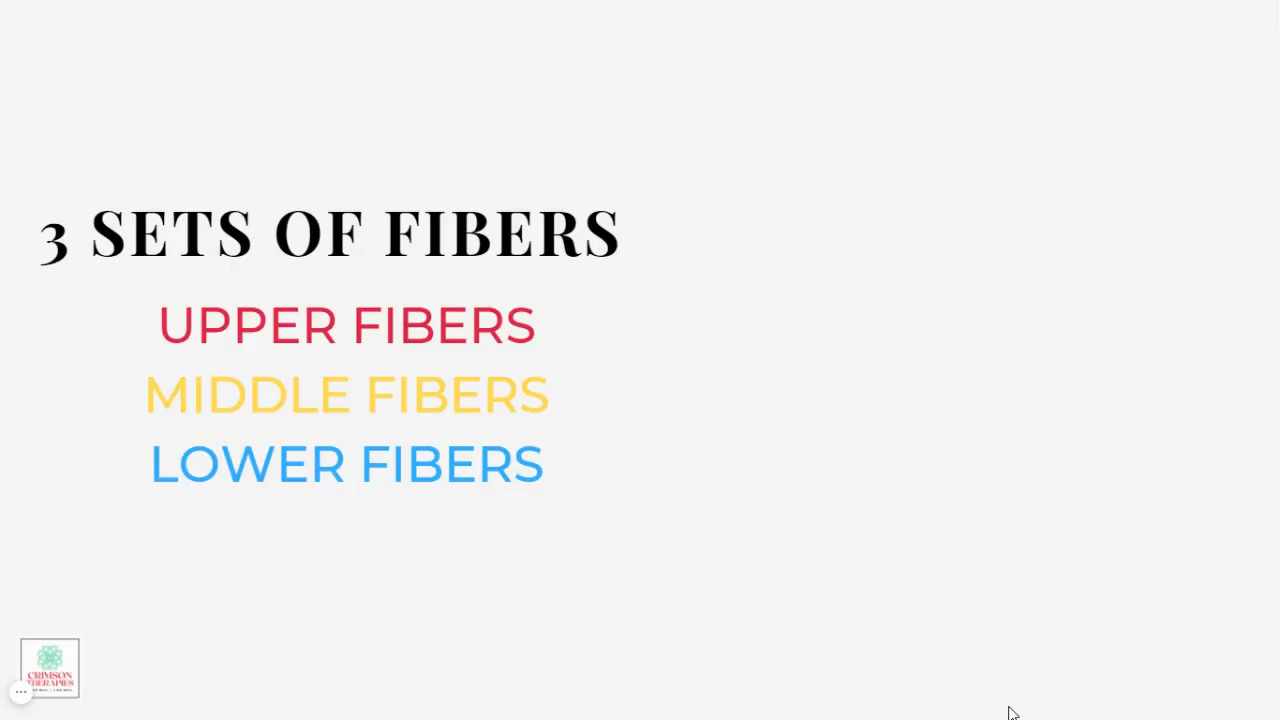 3 SETS OF FIBERS
UPPER FIBERS
MIDDLE FIBERS
LOWER FIBERS
CRIMSON
THERAPIES